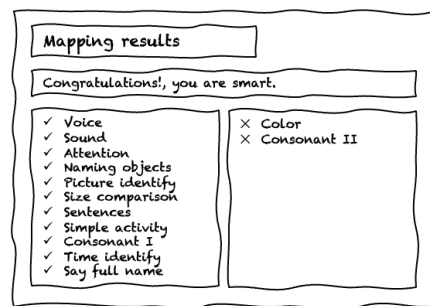 Mapping results
Congratulations!, you are smart.
✓ Voice
✓ Sound
✓ Attention
✓ Naming objects
✓ Picture identify
✓ Size comparison
✓ Sentences
✓ Simple activity
✓ Consonant I
✓ Time identify
✓ Say full name
× Color
× Consonant II